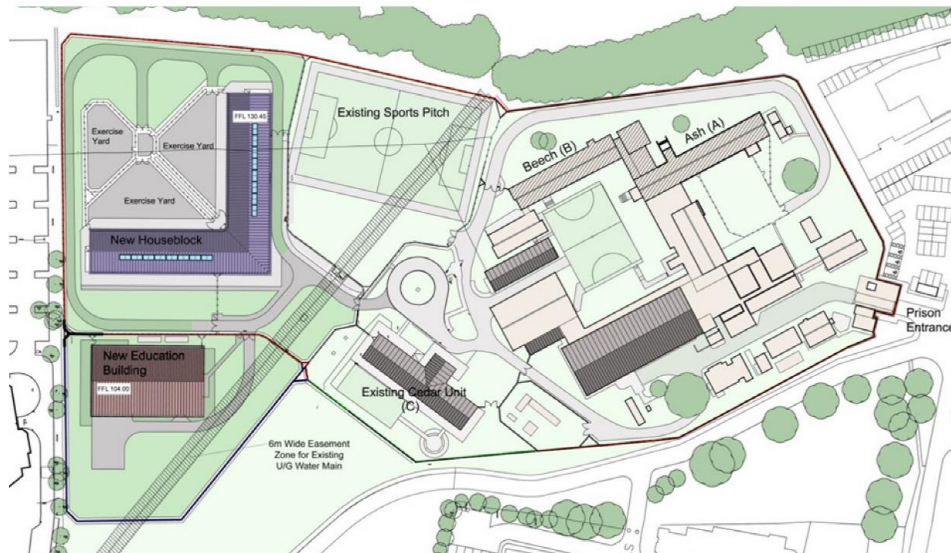 Existing Sports Pitch
FFL 130.45
Beech (B)
Ash (A)
Exercise
Yard
Exercise Yard
Exercise Yard
New Houseblock
Prison
Entrance
New Education
Building
FFL 104.00
Existing Cedar Unit
(C)
6m Wide Easement
Zone for Existing
U/G Water Main